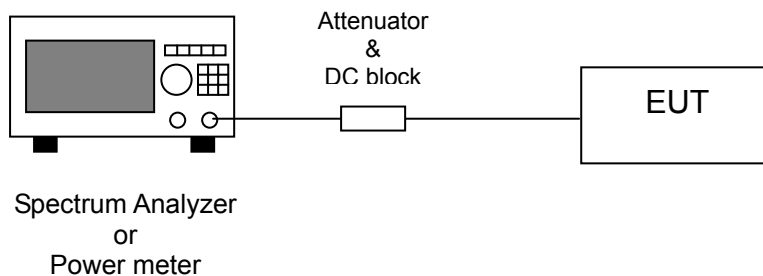 Attenuator
&
DC block
EUT
Spectrum Analyzer
or
Power meter